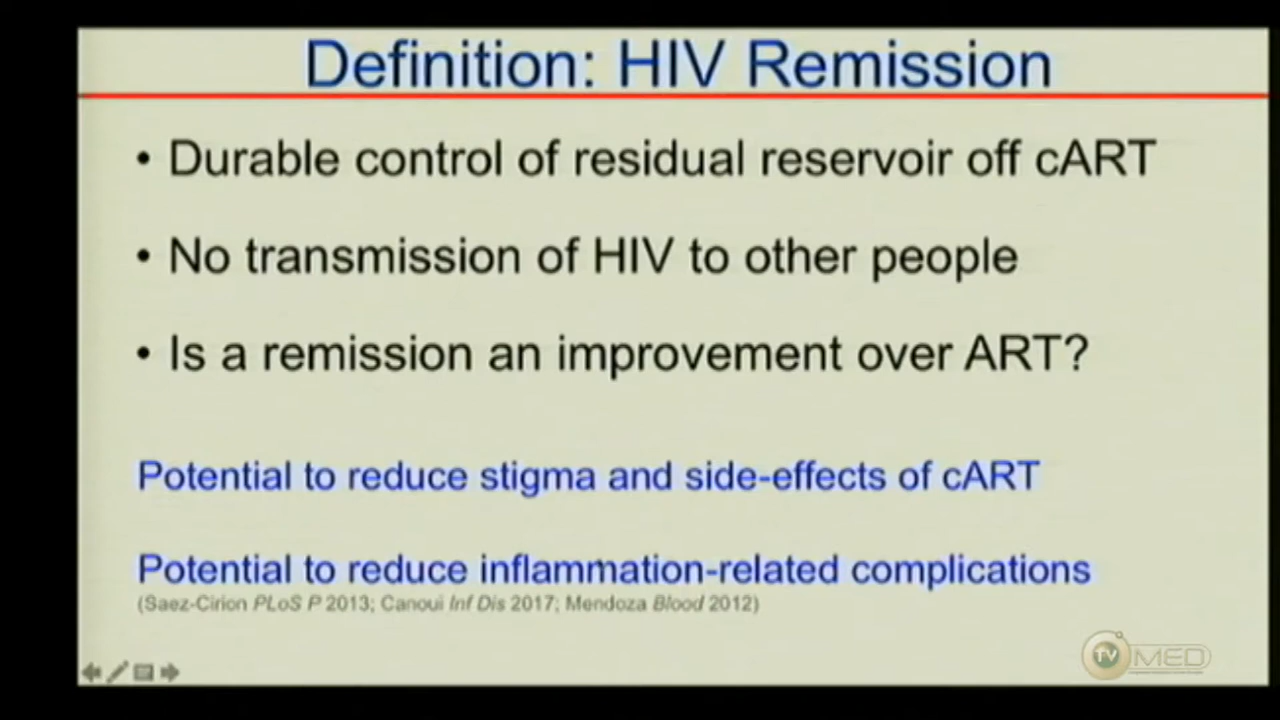 Definition: HIV Remission
• Durable control of residual reservoir off cART
• No transmission of HIV to other people
• Is a remission an improvement over ART?
Potential to reduce stigma and side-effects of cART
Potential to reduce inflammation-related complications
(Saez-Cirion PLoS P 2013; Canoui Inf Dis 2017; Mendoza Blood 2012)
TV MED